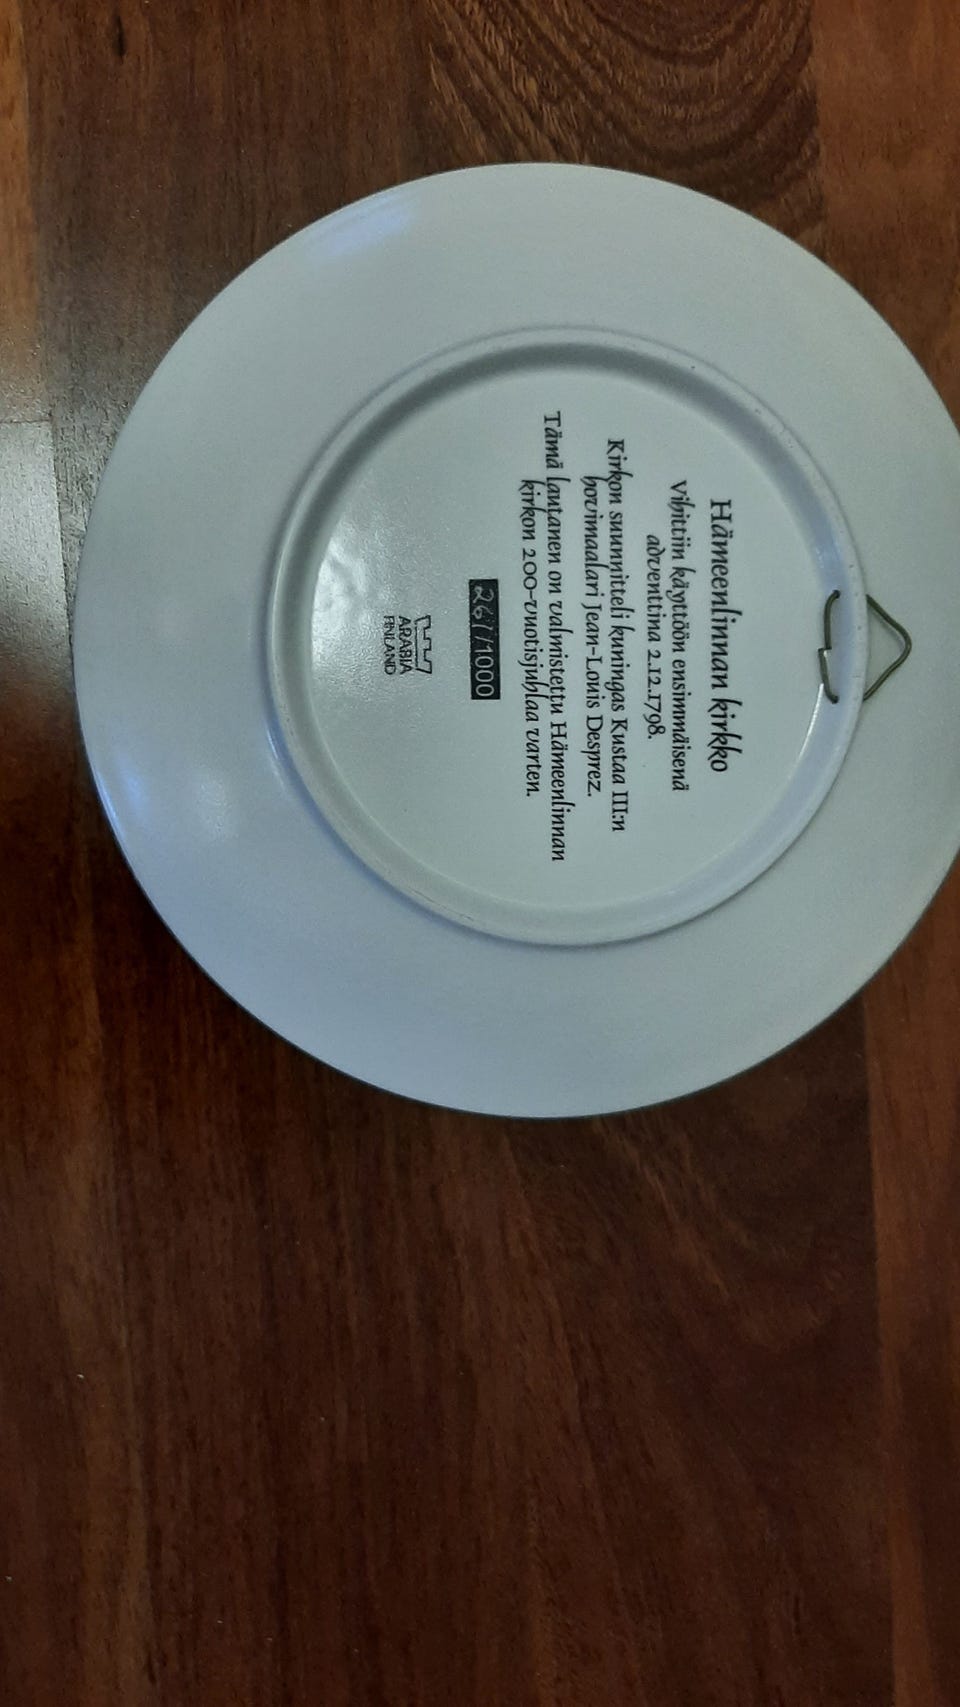 Hämeenlinnan kirkko
Vihittiin käyttöön ensimmäisenä
adventtina 2.12.1798.
Kirkon suunnitteli kuningas Kustaa III:n
hovimaalari Jean-Louis Desprez.
Tämä lautanen on valmistettu Hämeenlinnan
kirkon 200-vuotisjuhlaa varten.
267/1000
ARABIA
FINLAND